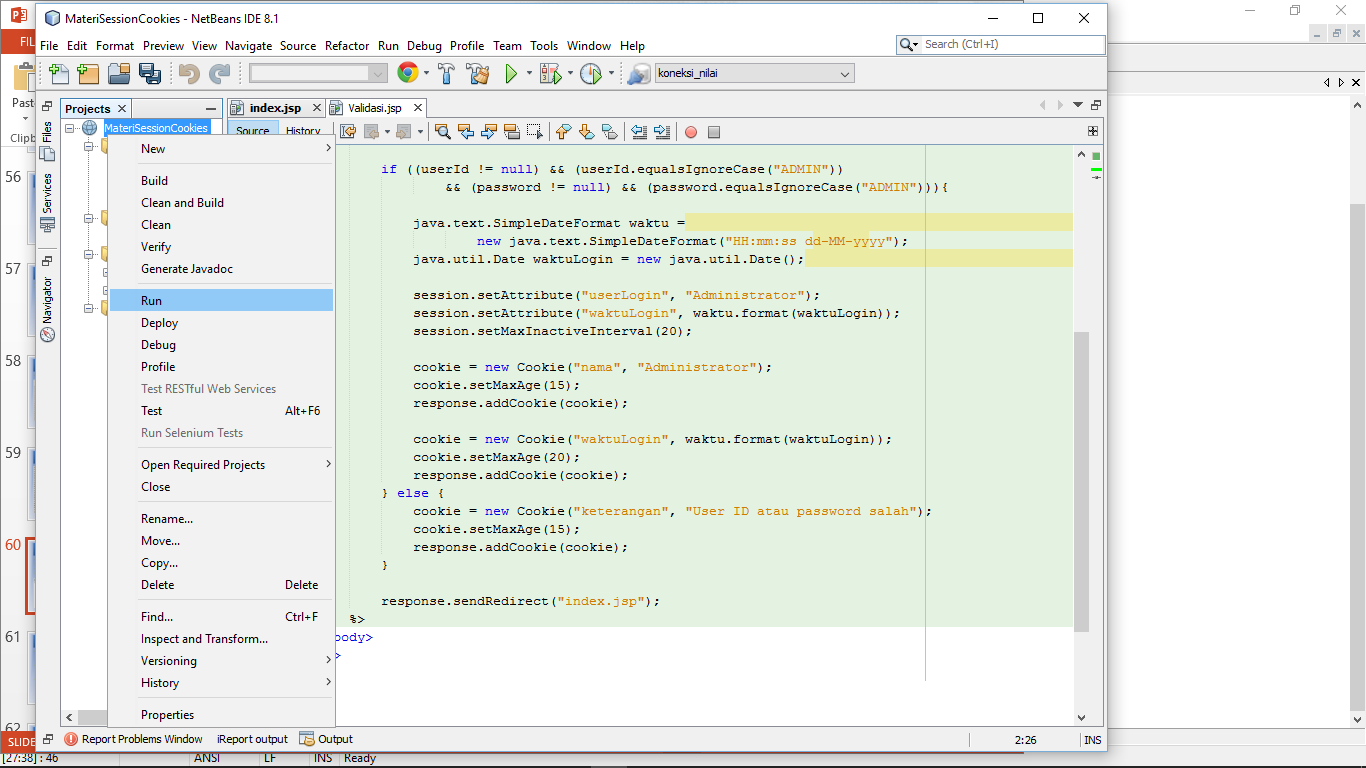 MateriSessionCookies - NetBeans IDE 8.1
FIL
File Edit Format Preview View Navigate Source Refactor Run Debug Profile Team Tools Window Help
Search (Ctrl+I)
koneksi_nilai
Past
Clipb
Projects
index.jsp
Validasi.jsp
Files
Services
Navigator
MateriSessionCookies
Source History
New
Build
Clean and Build
Clean
Verify
Generate Javadoc
Run
Deploy
Debug
Profile
Test RESTful Web Services
Test Alt+F6
Run Selenium Tests
Open Required Projects
Close
Rename...
Move...
Copy...
Delete Delete
Find... Ctrl+F
Inspect and Transform...
Versioning
History
Properties
if ((userId != null) && (userId.equalsIgnoreCase("ADMIN"))
&& (password != null) && (password.equalsIgnoreCase("ADMIN"))){
java.text.SimpleDateFormat waktu =
new java.text.SimpleDateFormat("HH:mm:ss dd-MM-yyyy");
java.util.Date waktuLogin = new java.util.Date();
session.setAttribute("userLogin", "Administrator");
session.setAttribute("waktuLogin", waktu.format(waktuLogin));
session.setMaxInactiveInterval(20);
cookie = new Cookie("nama", "Administrator");
cookie.setMaxAge(15);
response.addCookie(cookie);
cookie = new Cookie("waktuLogin", waktu.format(waktuLogin));
cookie.setMaxAge(20);
response.addCookie(cookie);
} else {
cookie = new Cookie("keterangan", "User ID atau password salah");
cookie.setMaxAge(15);
response.addCookie(cookie);
}
response.sendRedirect("index.jsp");
%>
body>
>
56
57
58
59
60
61
62
Report Problems Window iReport output Output
2:26 INS
SLIDE
[27:38] : 46 ANSI LF INS Ready